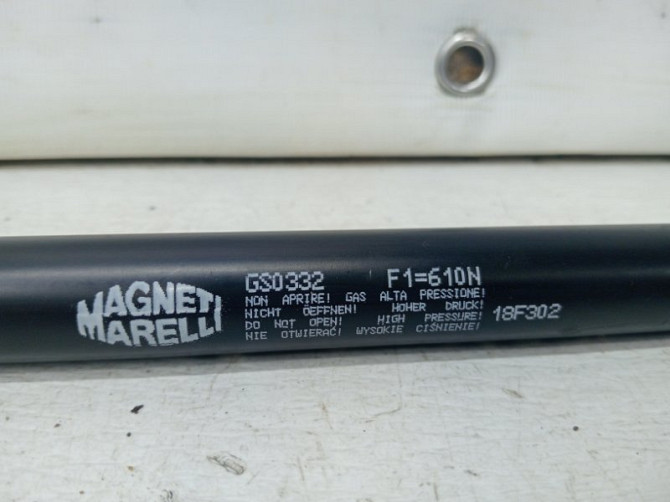 MAGNETI
MARELLI
GS0332 F1=610N
NON APRIRE! GAS ALTA PRESSIONE!
NICHT OEFFNEN! HOHER DRUCK!
DO NOT OPEN! HIGH PRESSURE!
NIE OTWIERAĆ! WYSOKIE CIŚNIENIE!
18F302